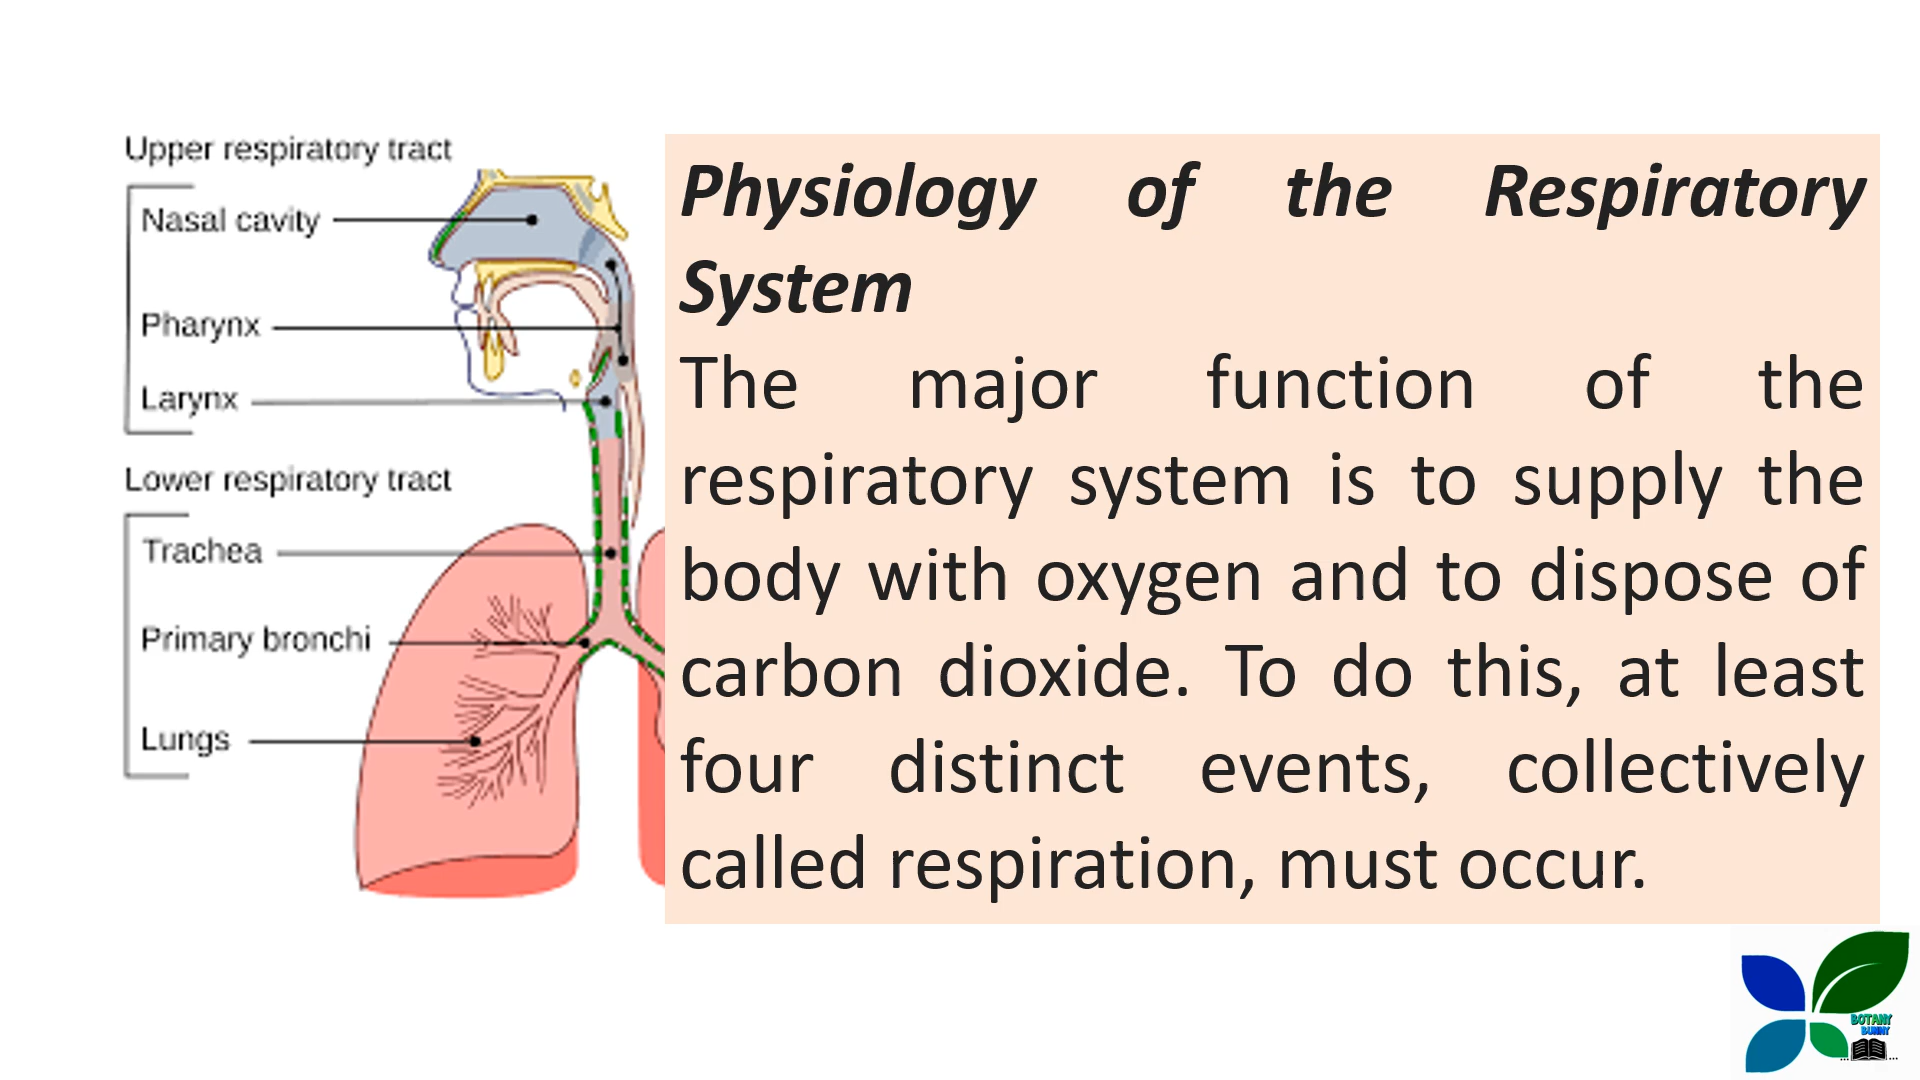 Upper respiratory tract
Nasal cavity
Pharynx
Larynx
Lower respiratory tract
Trachea
Primary bronchi
Lungs
Physiology of the Respiratory
System
The major function of the
respiratory system is to supply the
body with oxygen and to dispose of
carbon dioxide. To do this, at least
four distinct events, collectively
called respiration, must occur.
BOTANY
BUNNY